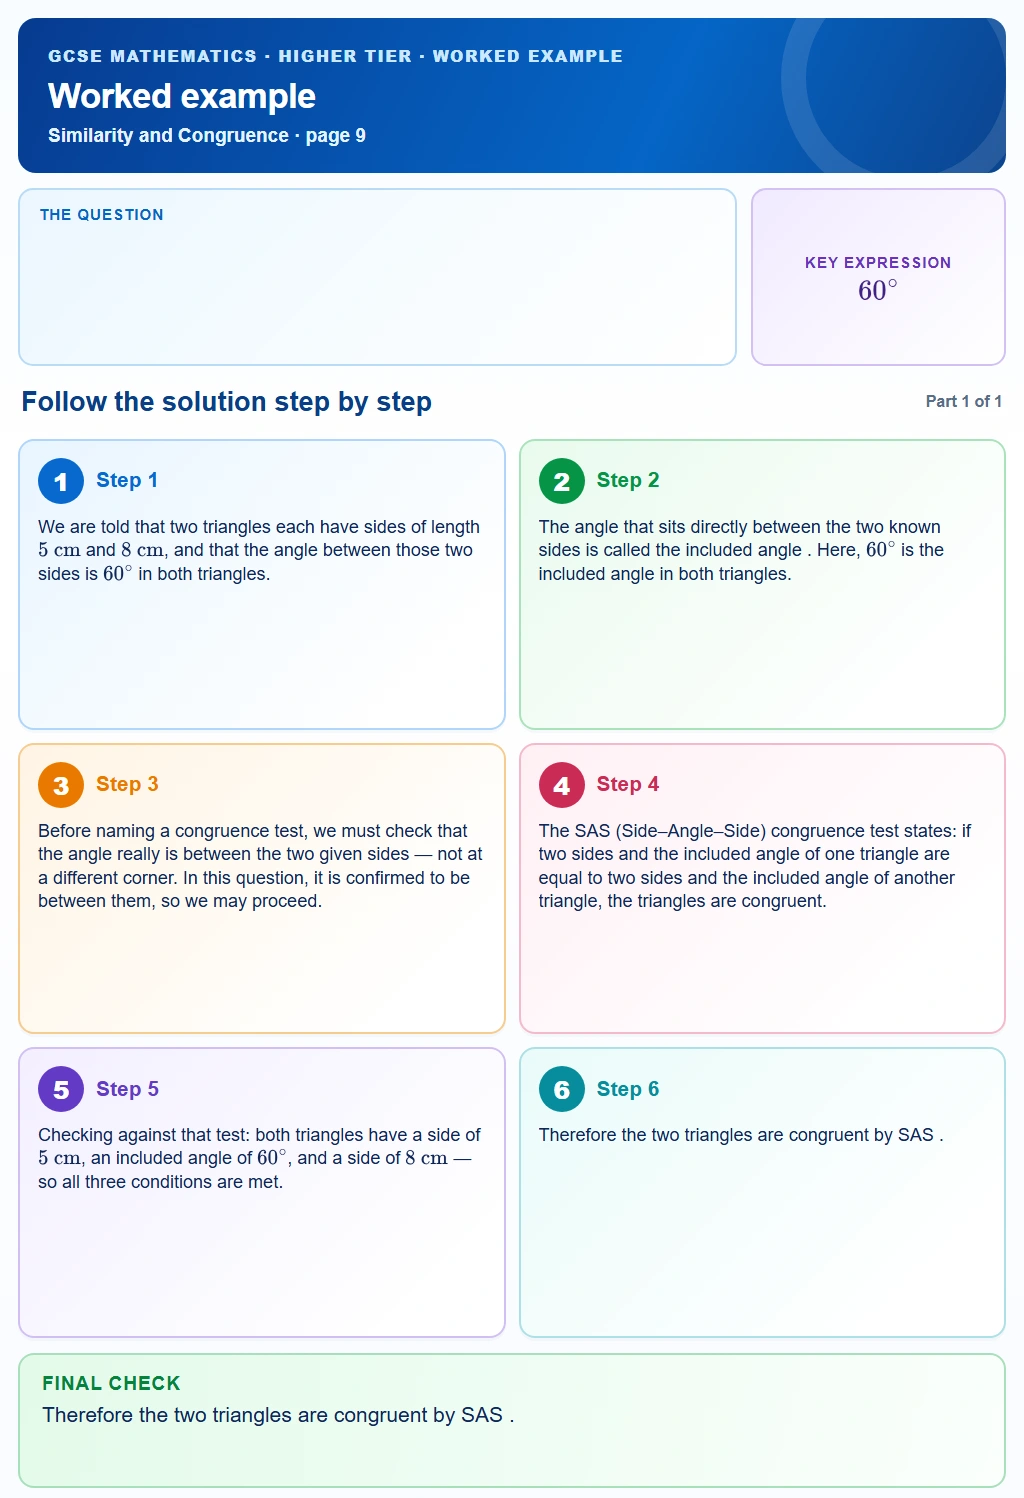 GCSE MATHEMATICS · HIGHER TIER · WORKED EXAMPLE
Worked example
Similarity and Congruence · page 9
THE QUESTION
KEY EXPRESSION
60°
Follow the solution step by step
Part 1 of 1
1 Step 1
We are told that two triangles each have sides of length
5 cm and 8 cm, and that the angle between those two
sides is 60° in both triangles.
2 Step 2
The angle that sits directly between the two known
sides is called the included angle . Here, 60° is the
included angle in both triangles.
3 Step 3
Before naming a congruence test, we must check that
the angle really is between the two given sides — not at
a different corner. In this question, it is confirmed to be
between them, so we may proceed.
4 Step 4
The SAS (Side–Angle–Side) congruence test states: if
two sides and the included angle of one triangle are
equal to two sides and the included angle of another
triangle, the triangles are congruent.
5 Step 5
Checking against that test: both triangles have a side of
5 cm, an included angle of 60°, and a side of 8 cm —
so all three conditions are met.
6 Step 6
Therefore the two triangles are congruent by SAS .
FINAL CHECK
Therefore the two triangles are congruent by SAS .